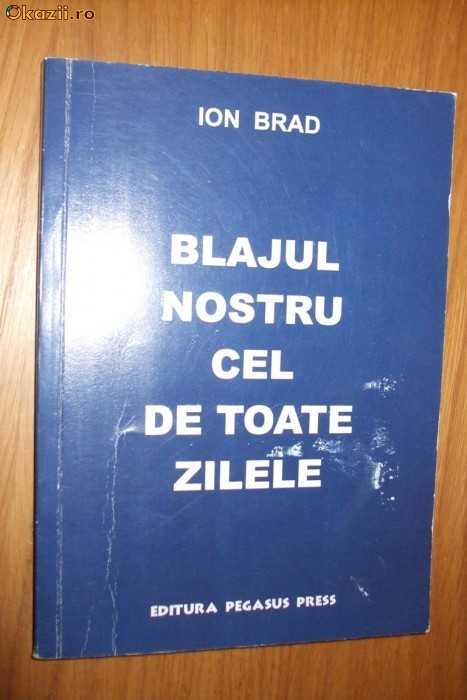 Okazii.ro
ION BRAD
BLAJUL
NOSTRU
CEL
DE TOATE
ZILELE
EDITURA PEGASUS PRESS